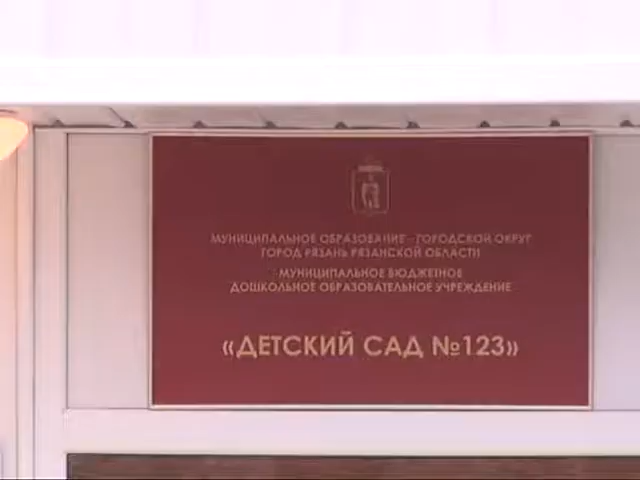 МУНИЦИПАЛЬНОЕ ОБРАЗОВАНИЕ - ГОРОДСКОЙ ОКРУГ
ГОРОД РЯЗАНЬ РЯЗАНСКОЙ ОБЛАСТИ
МУНИЦИПАЛЬНОЕ БЮДЖЕТНОЕ
ДОШКОЛЬНОЕ ОБРАЗОВАТЕЛЬНОЕ УЧРЕЖДЕНИЕ
«ДЕТСКИЙ САД №123»